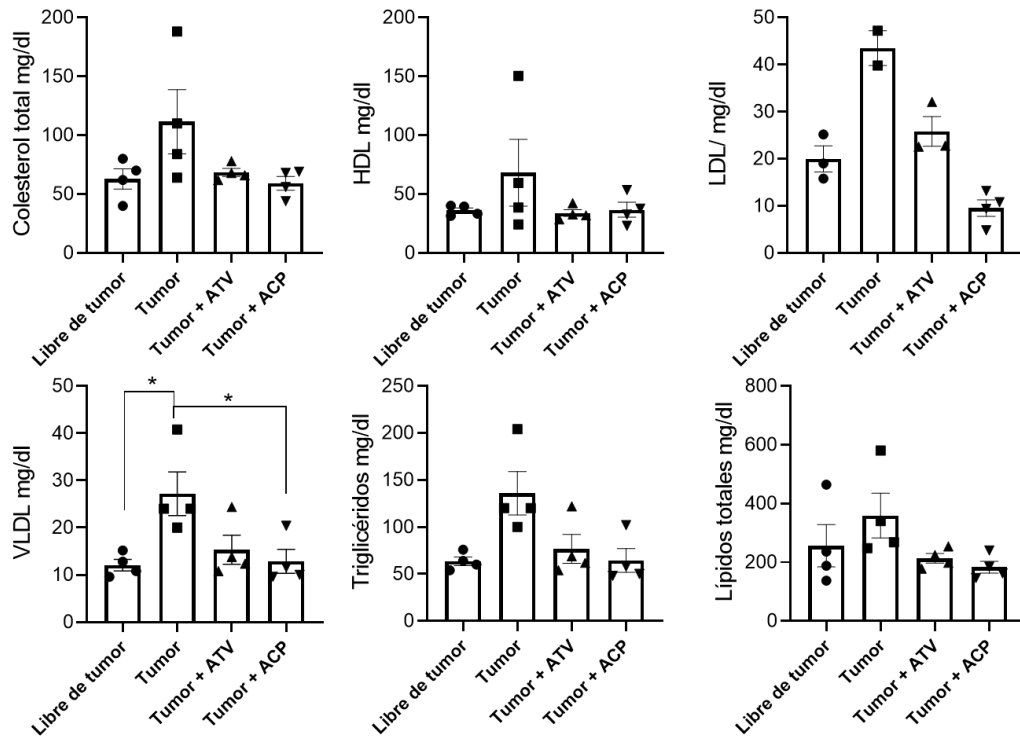 Colesterol total mg/dl
200
150
100
50
0
Libre de tumor
Tumor
Tumor + ATV
Tumor + ACP
HDL mg/dl
200
150
100
50
0
Libre de tumor
Tumor
Tumor + ATV
Tumor + ACP
LDL/ mg/dl
50
40
30
20
10
0
Libre de tumor
Tumor
Tumor + ATV
Tumor + ACP
VLDL mg/dl
50
40
30
20
10
0
*
*
Libre de tumor
Tumor
Tumor + ATV
Tumor + ACP
Triglicéridos mg/dl
250
200
150
100
50
0
Libre de tumor
Tumor
Tumor + ATV
Tumor + ACP
Lípidos totales mg/dl
800
600
400
200
0
Libre de tumor
Tumor
Tumor + ATV
Tumor + ACP